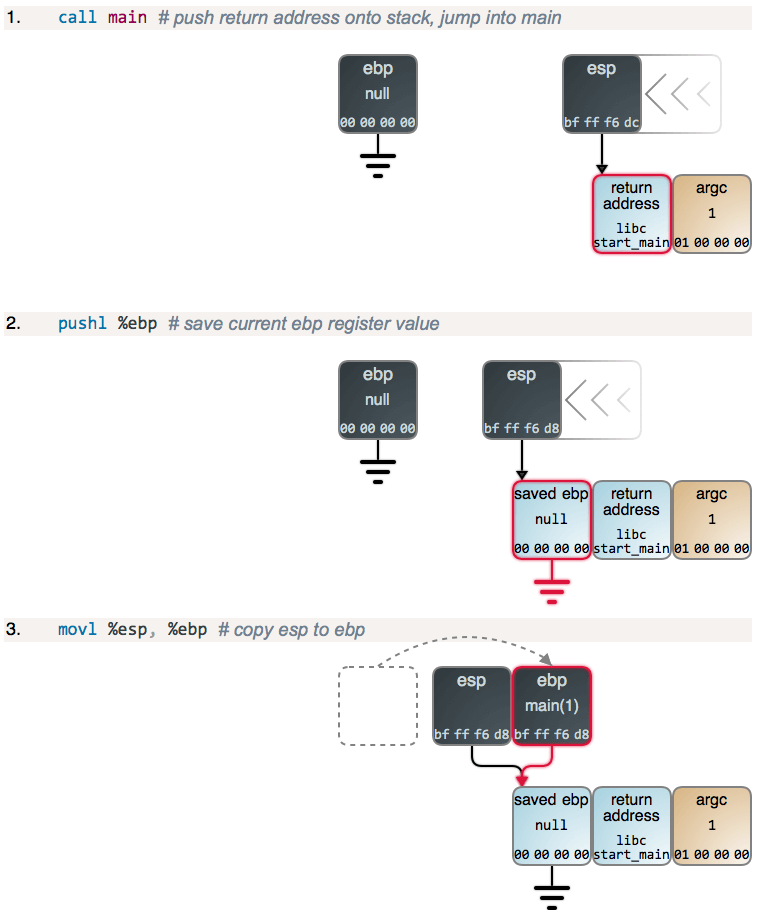 1. call main # push return address onto stack, jump into main
ebp
null
00 00 00 00
esp
bf ff f6 dc
return
address
libc
start_main
argc
1
01 00 00 00
2. pushl %ebp # save current ebp register value
ebp
null
00 00 00 00
esp
bf ff f6 d8
saved ebp
null
00 00 00 00
return
address
libc
start_main
argc
1
01 00 00 00
3. movl %esp, %ebp # copy esp to ebp
esp
bf ff f6 d8
ebp
main(1)
bf ff f6 d8
saved ebp
null
00 00 00 00
return
address
libc
start_main
argc
1
01 00 00 00